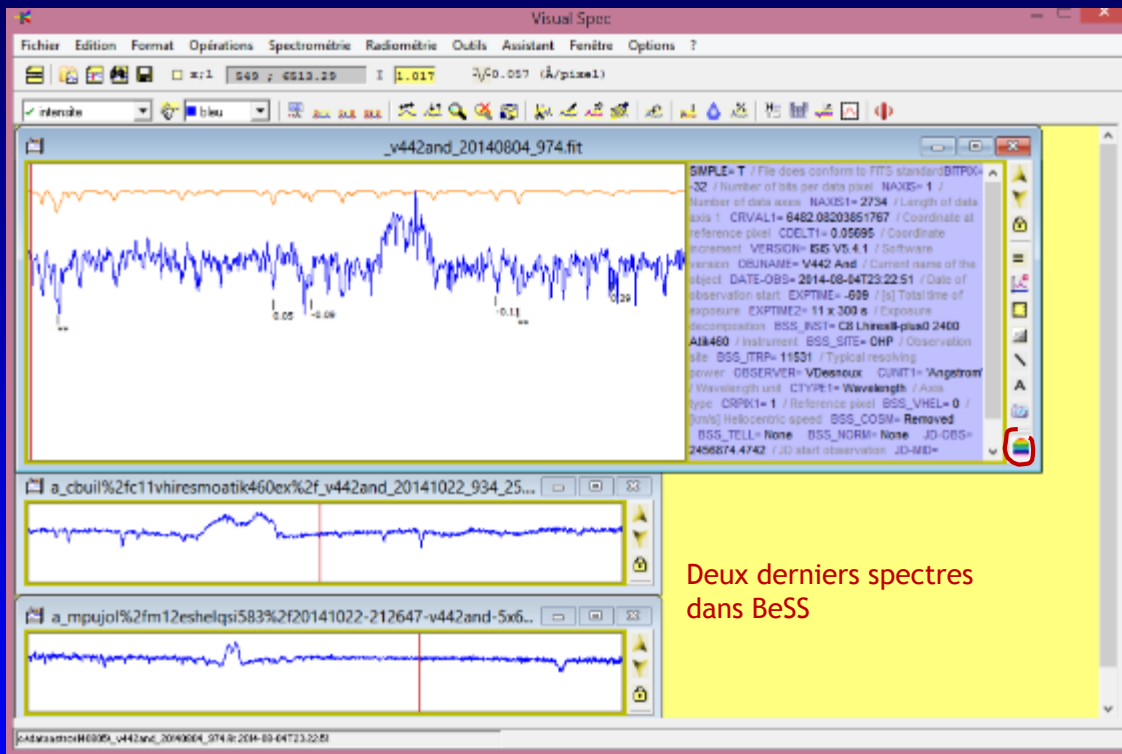 Visual Spec
Fichier Edition Format Opérations Spectrométrie Radiométrie Outils Assistant Fenêtre Options ?
x;1 549 ; 6513.29 I 1.017 0.057 (Å/pixel)
intensite bleu
_v442and_20140804_974.fit
SIMPLE= T / File does conform to FITS standard BITPIX=
-32 / Number of bits per data pixel NAXIS= 1 /
Number of data axes NAXIS1= 2734 / Length of data
axis 1 CRVAL1= 6482.08203851767 / Coordinate at
reference pixel CDELT1= 0.05695 / Coordinate
increment VERSION= ISIS V5.4.1 / Software
version OBJNAME= V442 And / Current name of the
object DATE-OBS= 2014-08-04T23:22:51 / Date of
observation start EXPTIME= -609 / [s] Total time of
exposure EXPTIME2= 11 x 300 s / Exposure
decomposition BSS_INST= C8 LhiresIII-plus0 2400
Atik460 / Instrument BSS_SITE= OHP / Observation
site BSS_ITRP= 11531 / Typical resolving
power OBSERVER= VDesnoux CUNIT1= 'Angstrom'
/ Wavelength unit CTYPE1= Wavelength / Axis
type CRPIX1= 1 / Reference pixel BSS_VHEL= 0 /
[km/s] Heliocentric speed BSS_COSM= Removed
BSS_TELL= None BSS_NORM= None JD-OBS=
2456874.4742 / JD start observation JD-MID=
0.05 -0.09 -0.11 0.29
A
a_cbuil%2fc11vhiresmoatik460ex%2f_v442and_20141022_934_25...
Deux derniers spectres
dans BeSS
a_mpujol%2fm12eshelqsi583%2f20141022-212647-v442and-5x6...